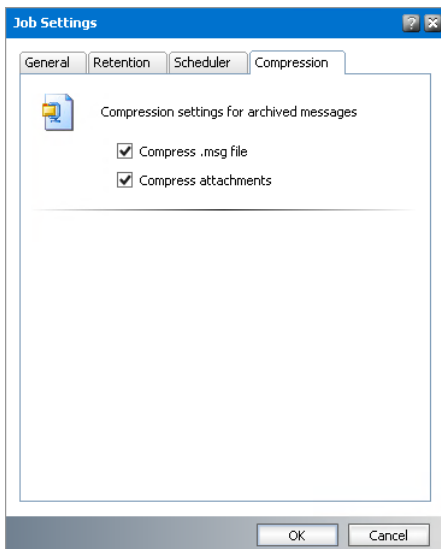 Job Settings
?
General Retention Scheduler Compression
Compression settings for archived messages
Compress .msg file
Compress attachments
OK Cancel